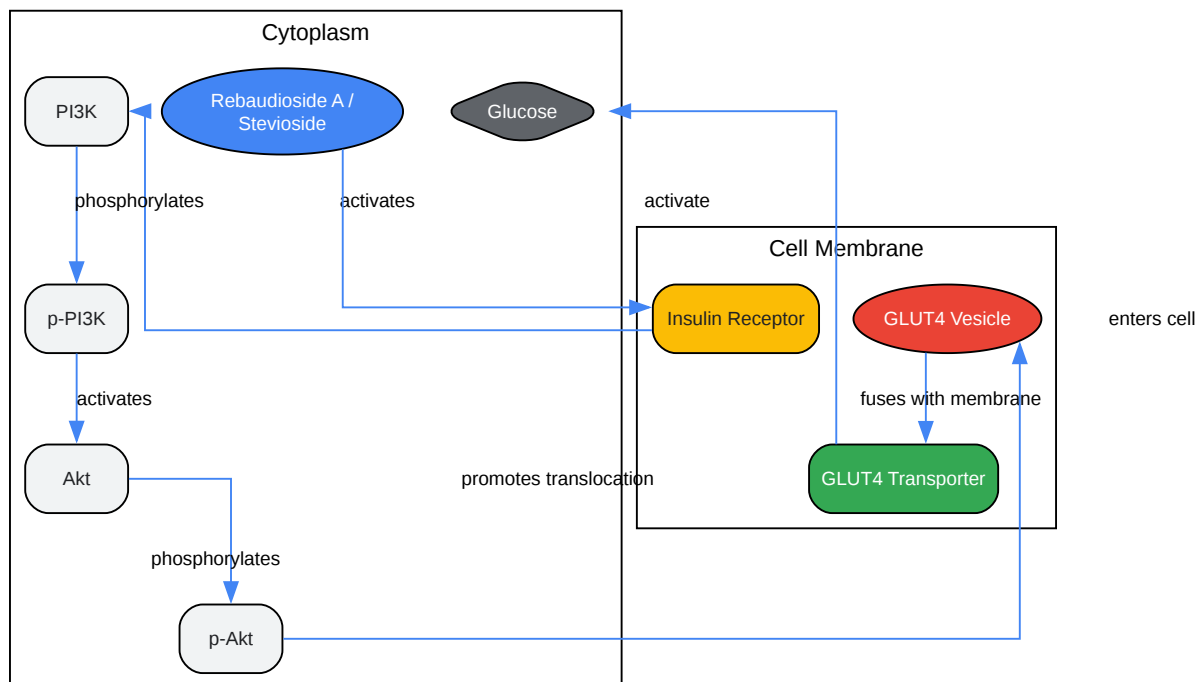 Cytoplasm
PI3K
Rebaudioside A /
Stevioside
Glucose
phosphorylates
activates
activate
Cell Membrane
p-PI3K
Insulin Receptor
GLUT4 Vesicle
enters cell
activates
fuses with membrane
Akt
promotes translocation
GLUT4 Transporter
phosphorylates
p-Akt